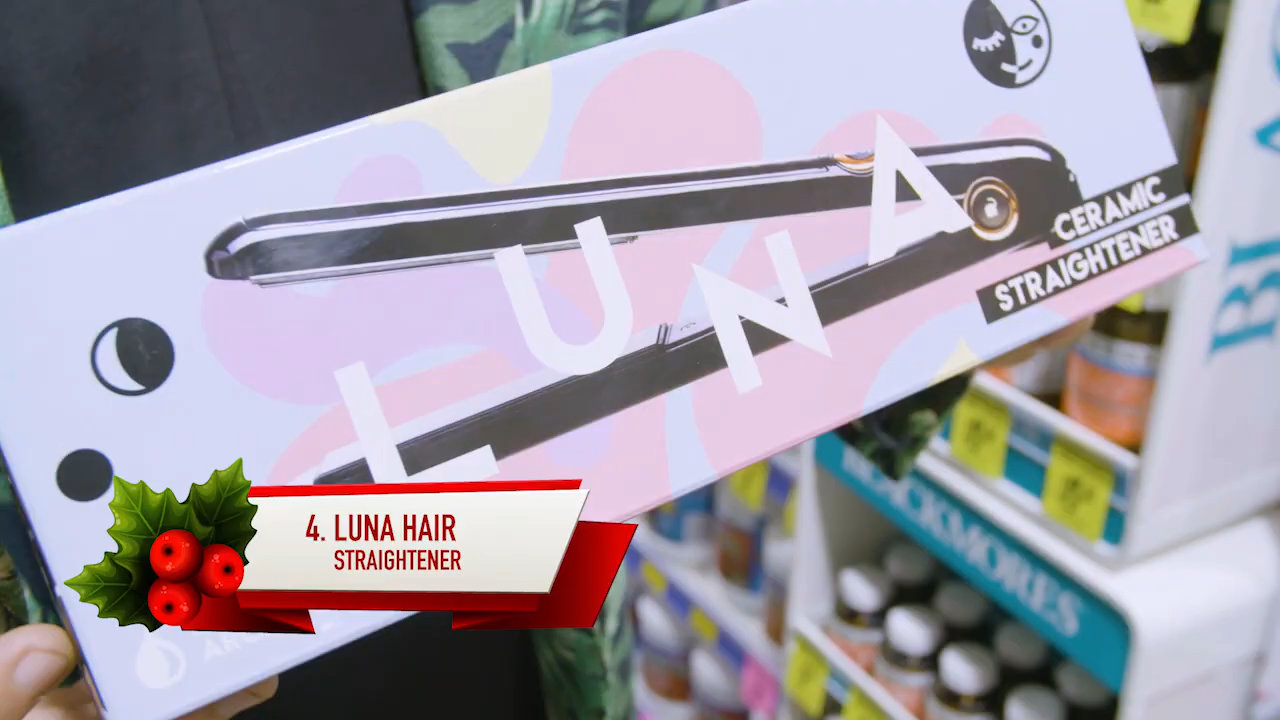 LUNA
CERAMIC
STRAIGHTENER
4. LUNA HAIR
STRAIGHTENER
BLACKMORES